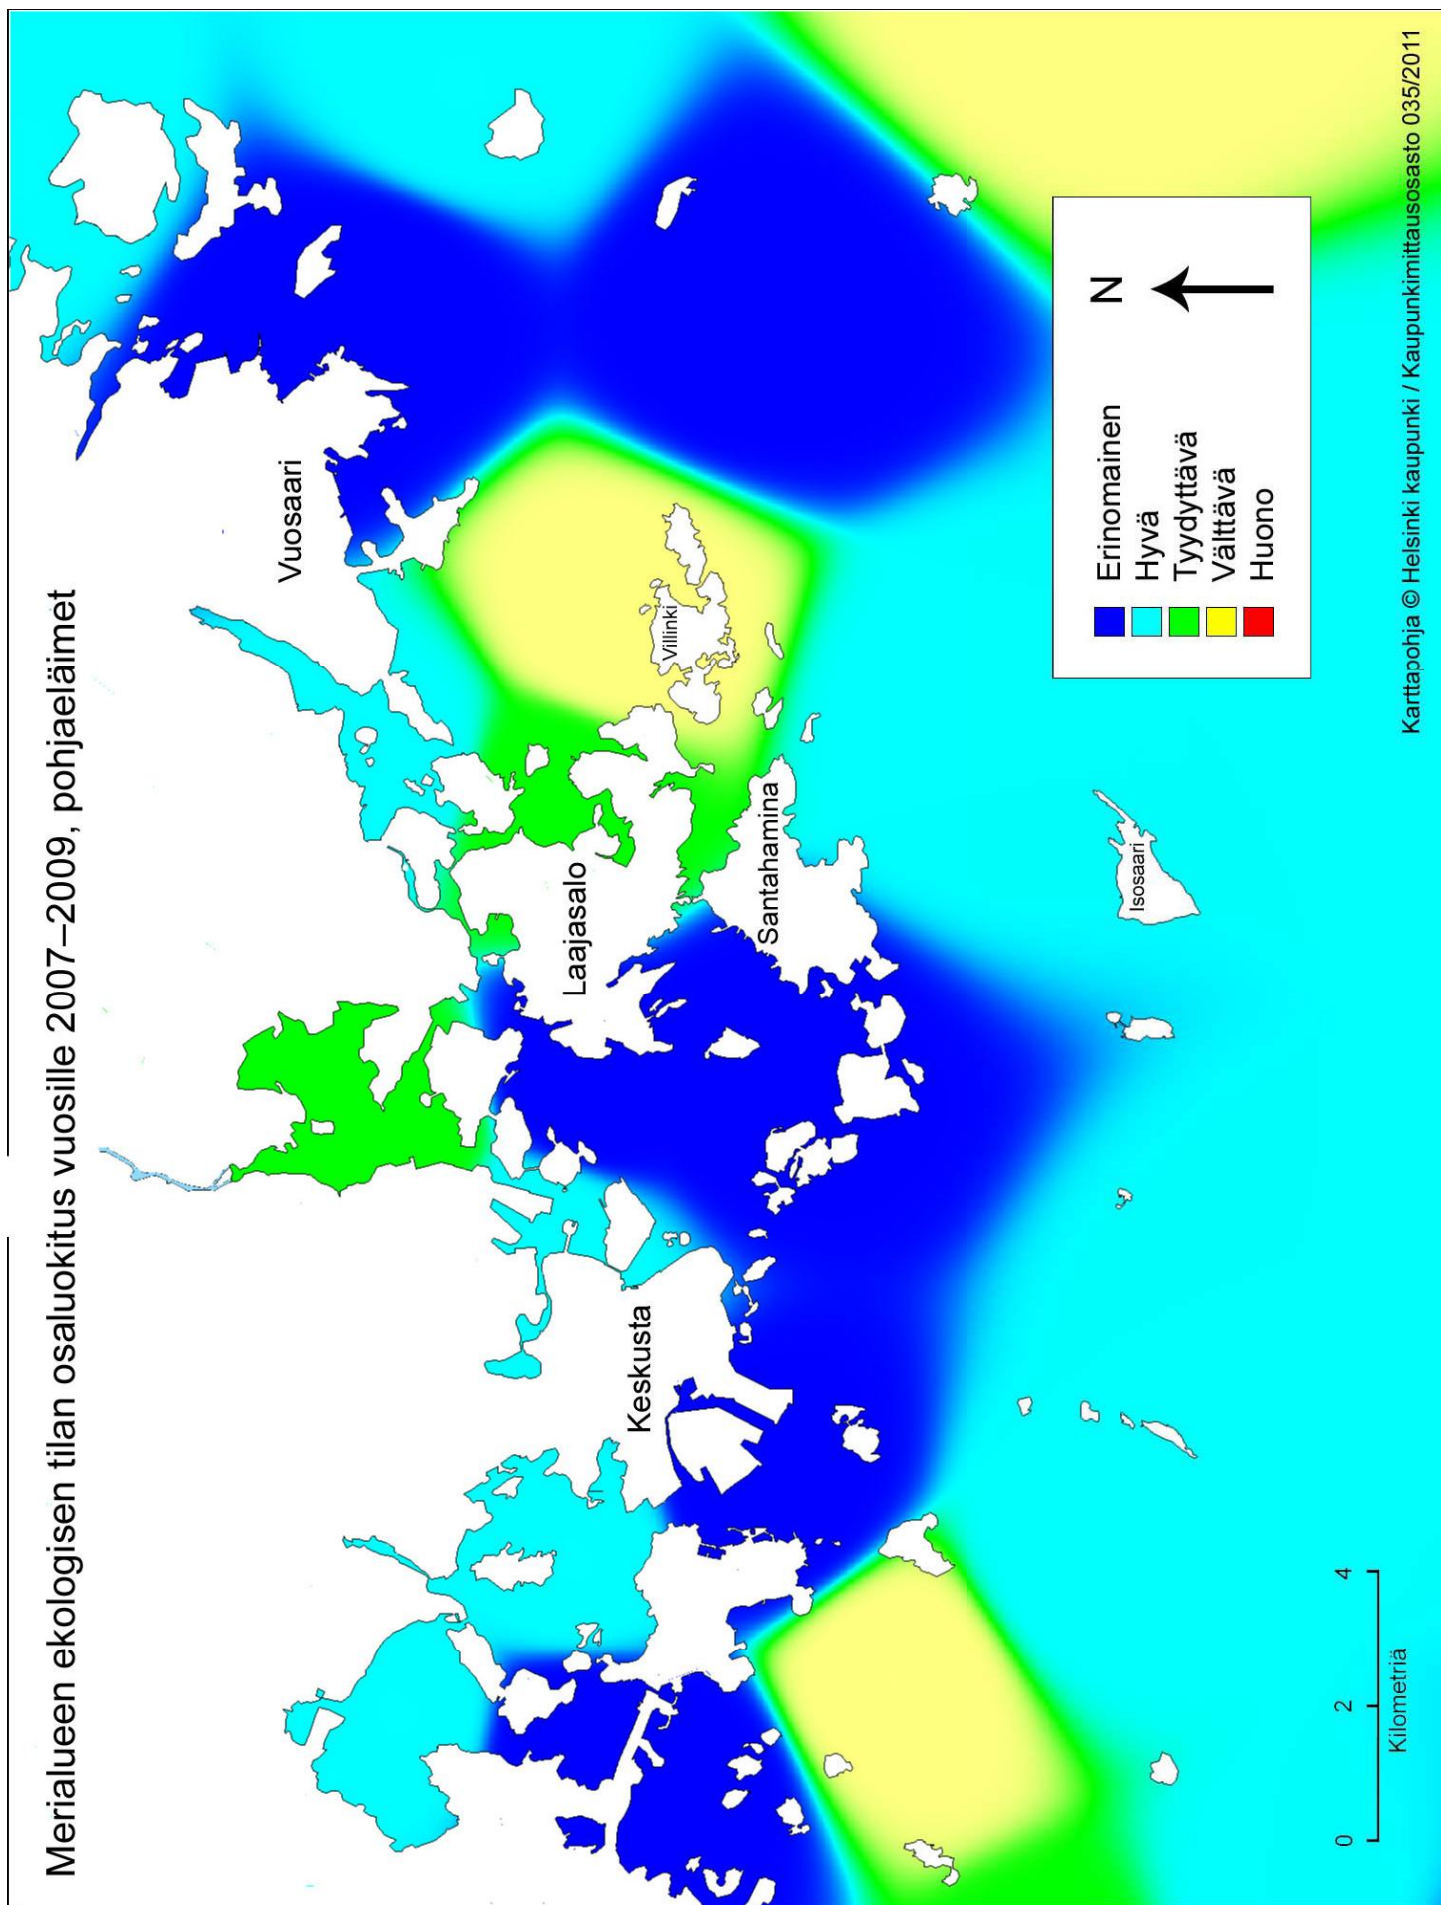 Merialueen ekologisen tilan osaluokitus vuosille 2007–2009, pohjaeläimet
Vuosaari
Villinki
Laajasalo
Santahamina
Keskusta
Isosaari
N
Erinomainen
Hyvä
Tyydyttävä
Välttävä
Huono
0 2 4
Kilometriä
Karttapohja © Helsinki kaupunki / Kaupunkimittausosasto 035/2011